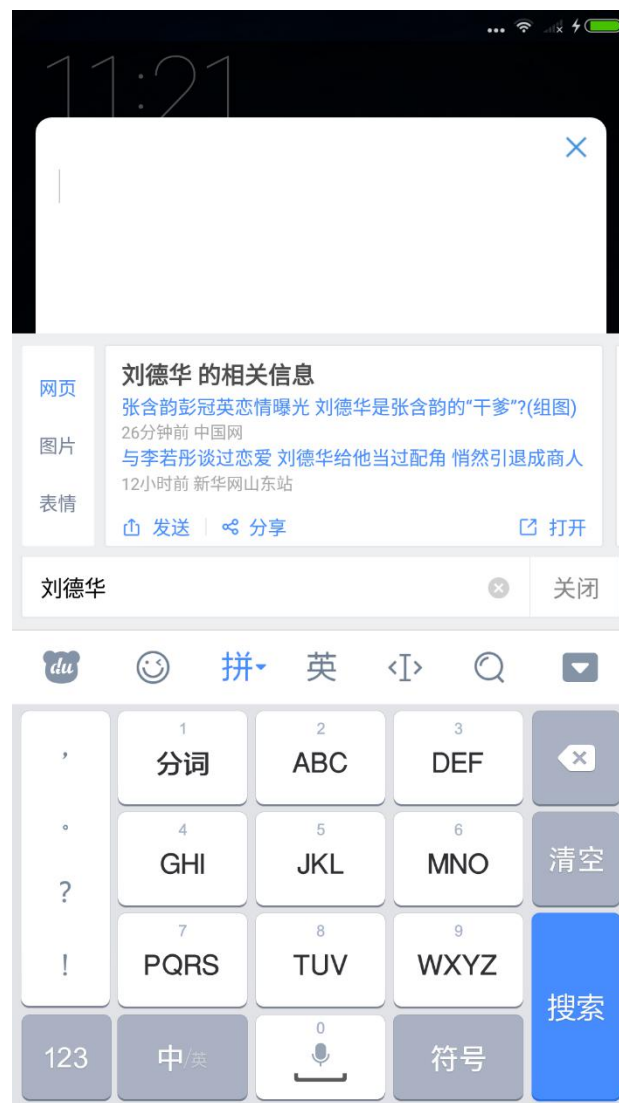 11:21
网页
图片
表情
刘德华 的相关信息
张含韵彭冠英恋情曝光 刘德华是张含韵的“干爹”?(组图)
26分钟前 中国网
与李若彤谈过恋爱 刘德华给他当过配角 悄然引退成商人
12小时前 新华网山东站
发送 分享 打开
刘德华 关闭
du 拼 英
，
。
?
!
1
分词
2
ABC
3
DEF
4
GHI
5
JKL
6
MNO
清空
7
PQRS
8
TUV
9
WXYZ
搜索
123
中/英
0
符号